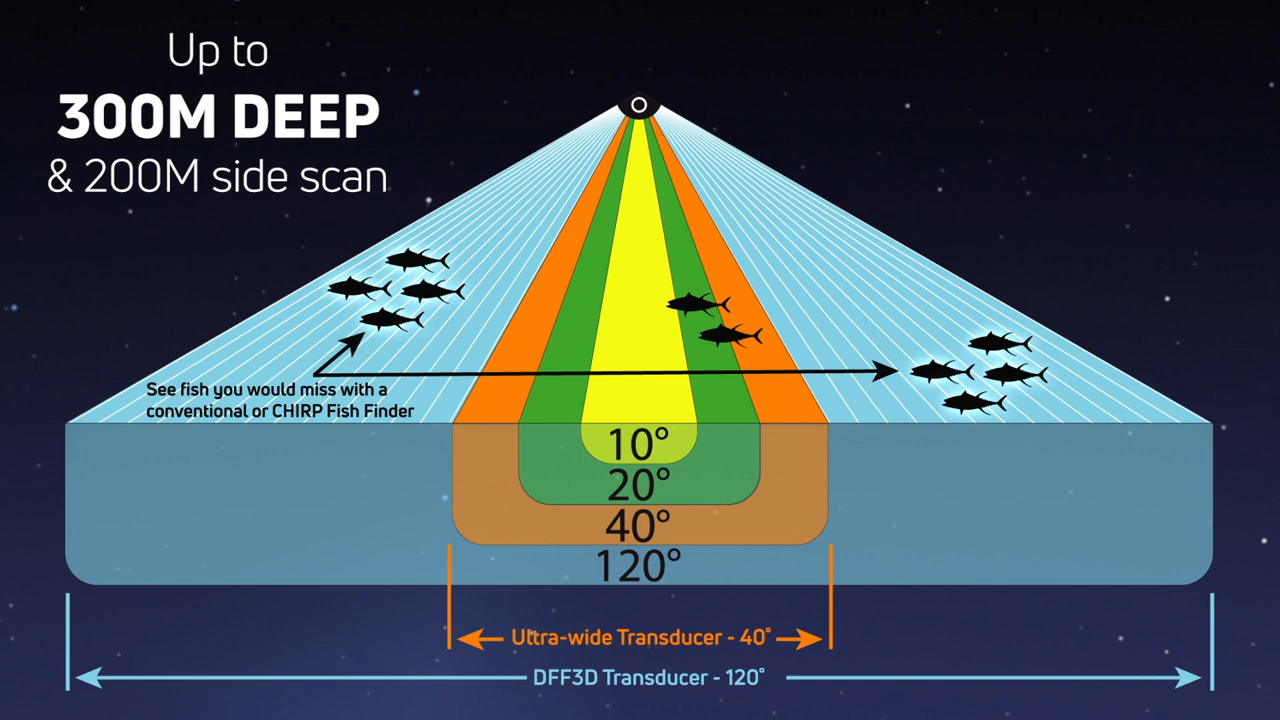 Up to
300M DEEP
& 200M side scan
See fish you would miss with a
conventional or CHIRP Fish Finder
10°
20°
40°
120°
Ultra-wide Transducer - 40°
DFF3D Transducer - 120°